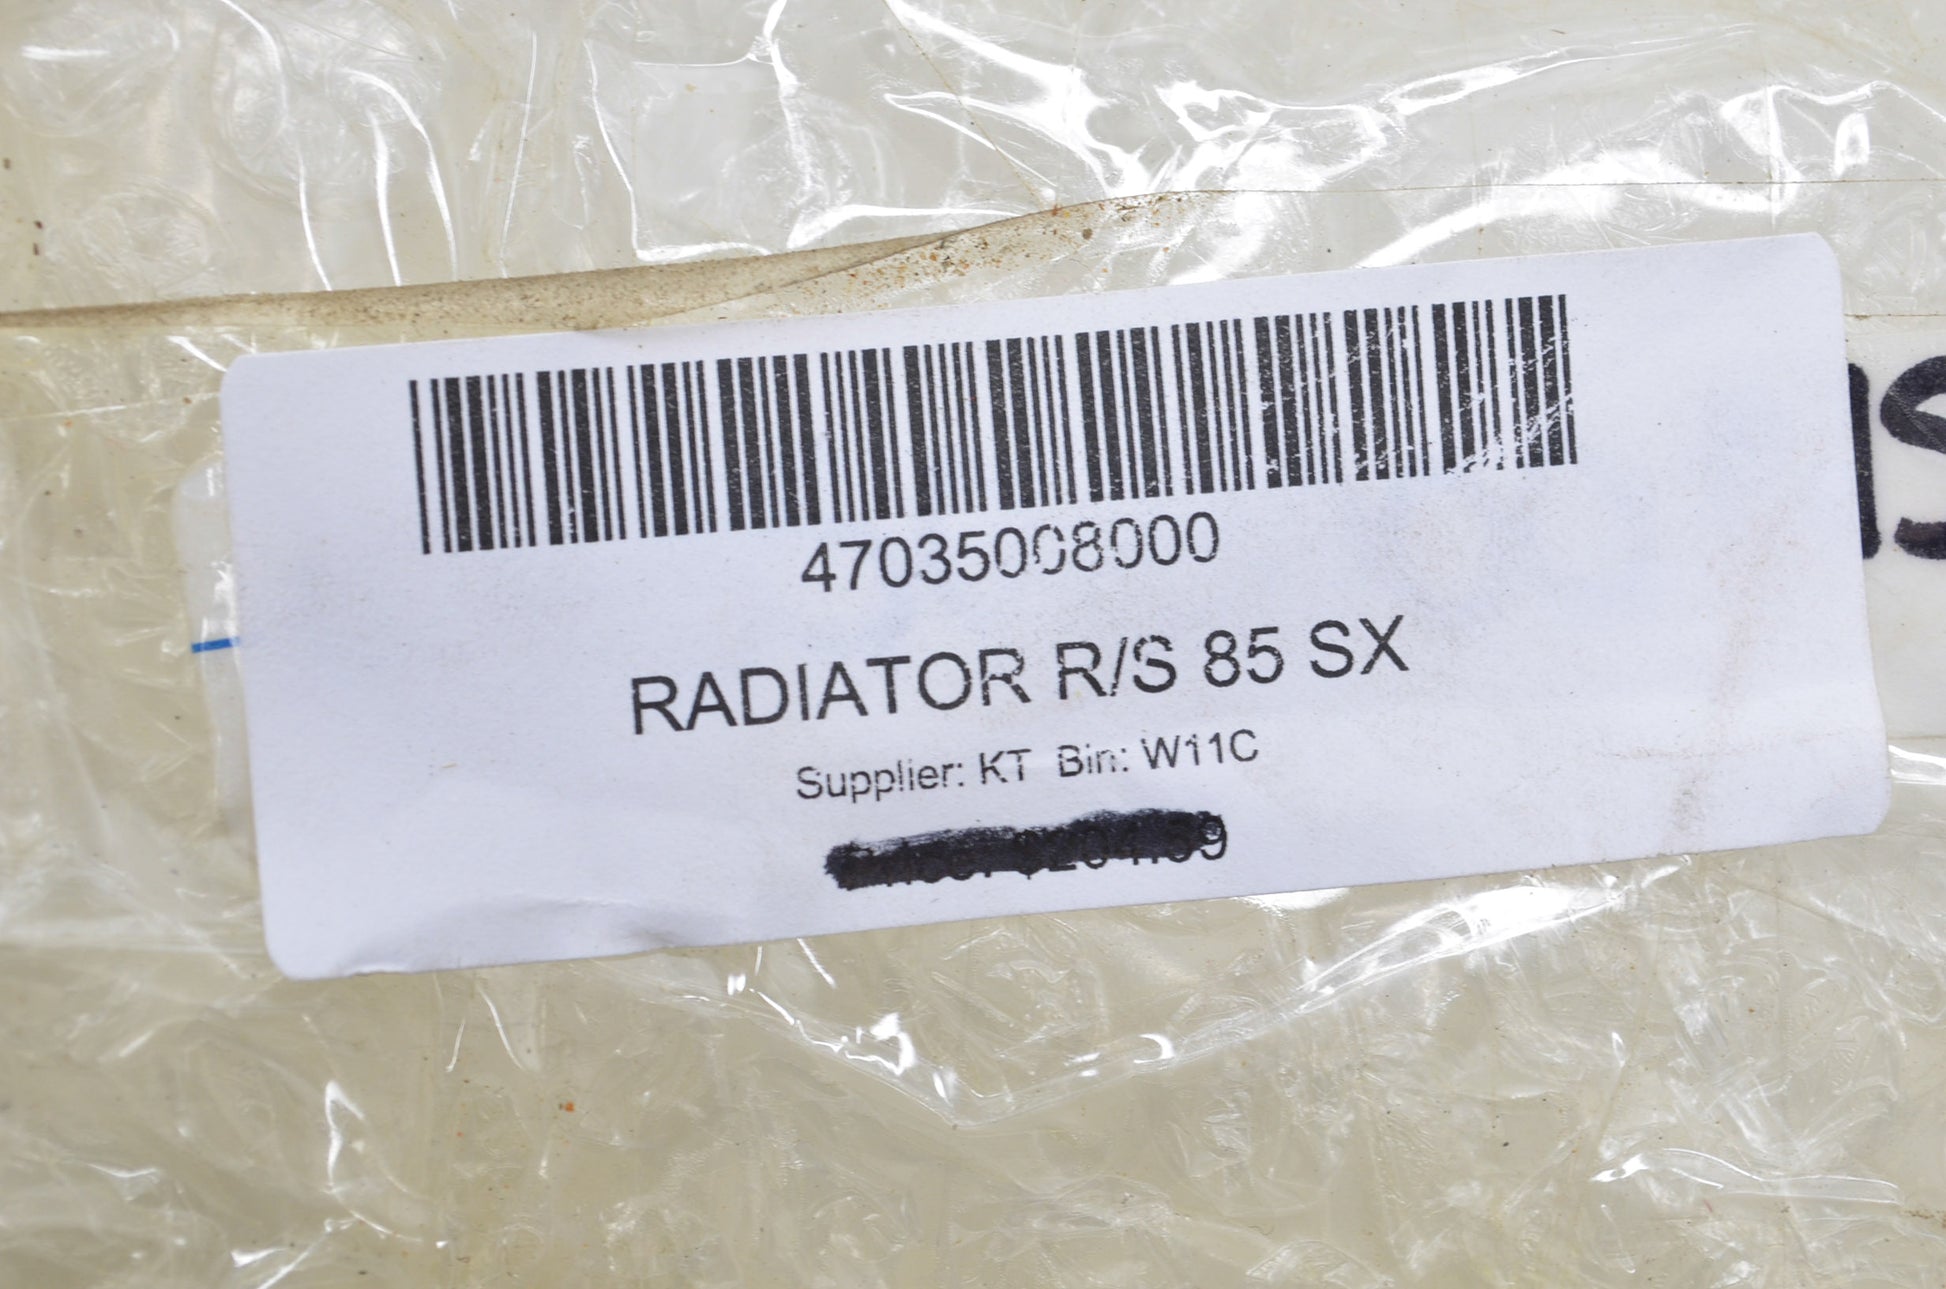 47035008000
RADIATOR R/S 85 SX
Supplier: KT Bin: W11C